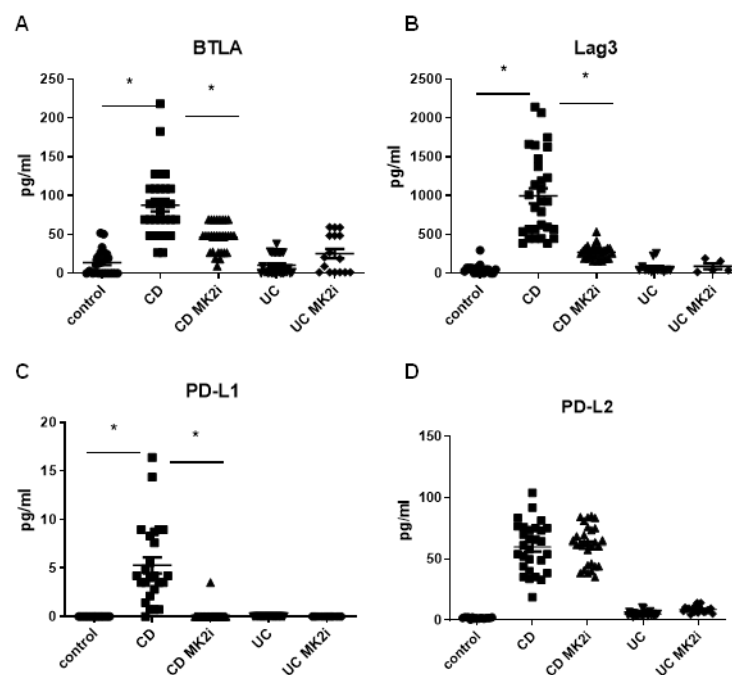 A
BTLA
*
*
250
200
150
100
50
0
pg/ml
control
CD
CD MK2i
UC
UC MK2i
B
Lag3
*
*
2500
2000
1500
1000
500
0
pg/ml
control
CD
CD MK2i
UC
UC MK2i
C
PD-L1
*
*
20
15
10
5
0
pg/ml
control
CD
CD MK2i
UC
UC MK2i
D
PD-L2
150
100
50
0
pg/ml
control
CD
CD MK2i
UC
UC MK2i